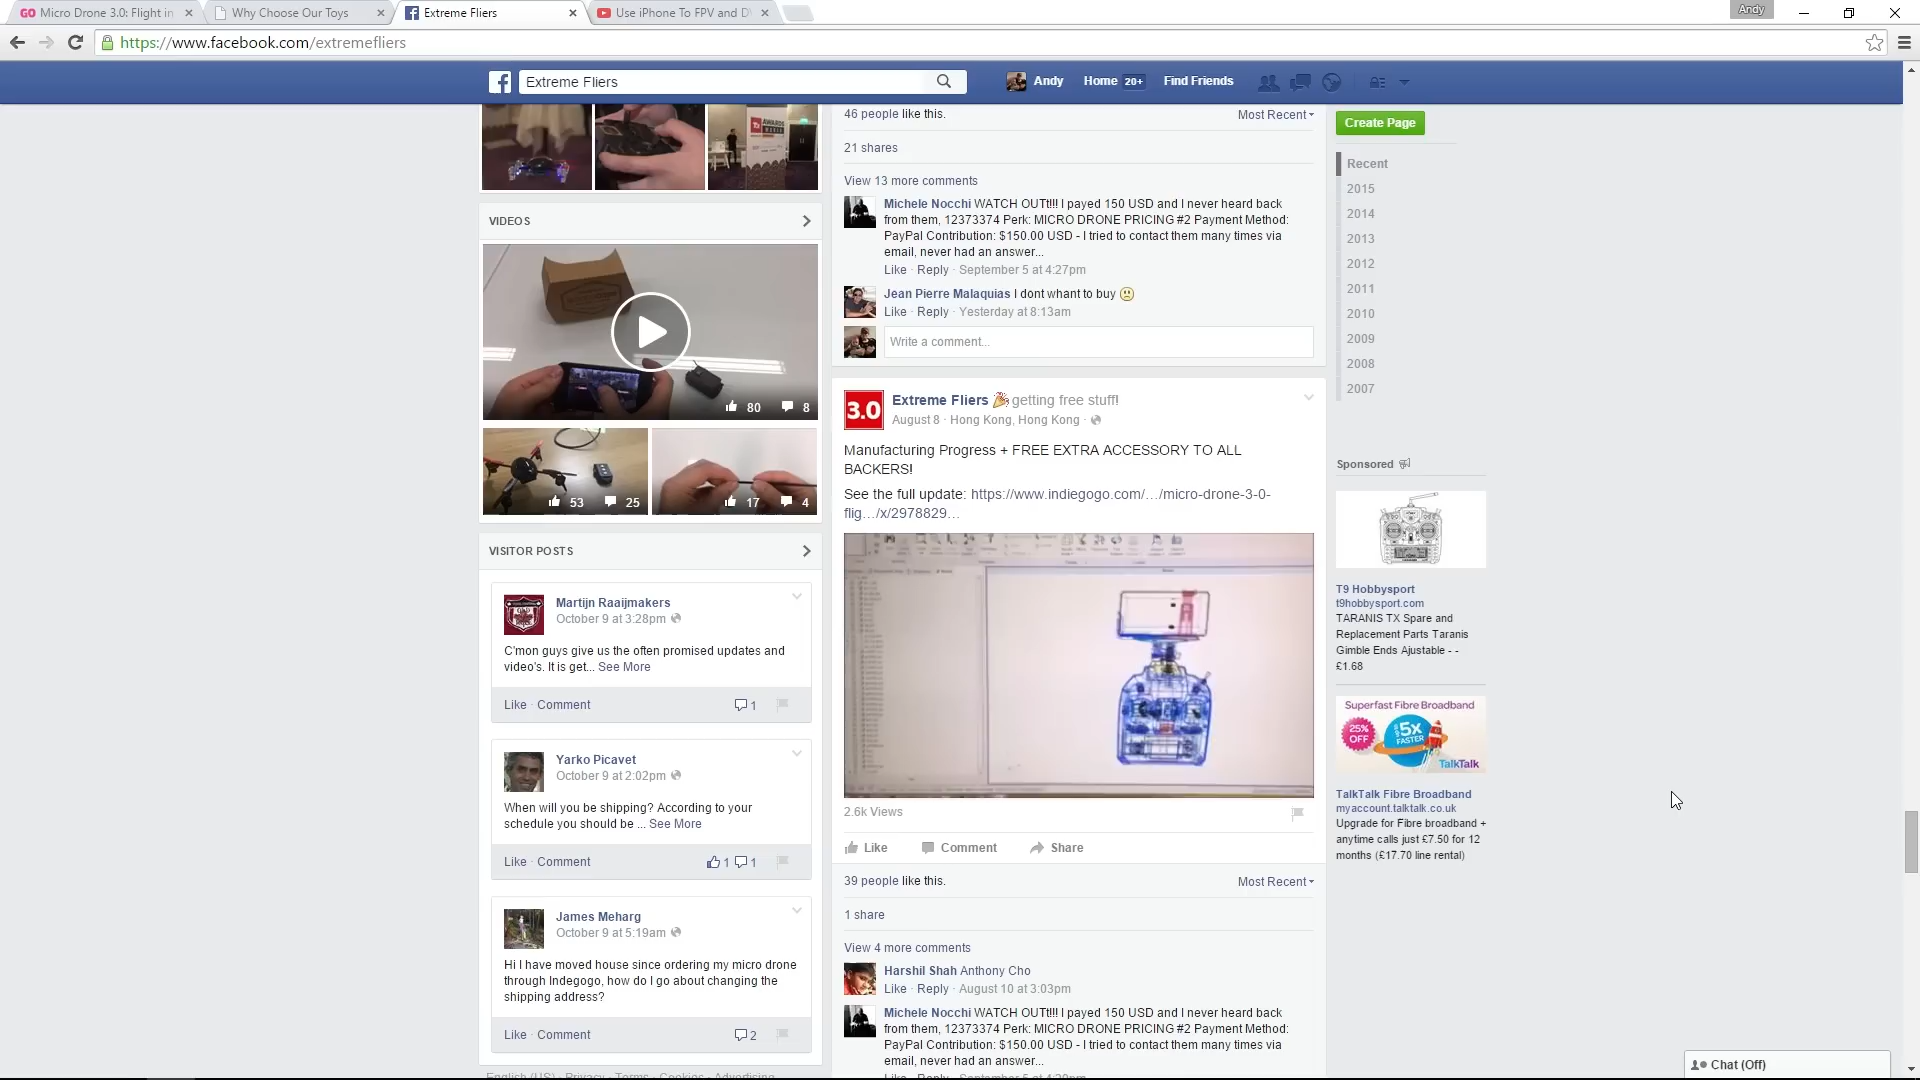 Micro Drone 3.0: Flight in
Why Choose Our Toys
Extreme Fliers
Use iPhone To FPV and D
Andy
https://www.facebook.com/extremefliers
Extreme Fliers
Andy
Home 20+
Find Friends
46 people like this.
Most Recent
21 shares
View 13 more comments
Michele Nocchi WATCH OUT!!! I payed 150 USD and I never heard back
from them, 12373374 Perk: MICRO DRONE PRICING #2 Payment Method:
PayPal Contribution: $150.00 USD - I tried to contact them many times via
email, never had an answer...
Like · Reply · September 5 at 4:27pm
Jean Pierre Malaquias I dont whant to buy
Like · Reply · Yesterday at 8:13am
Write a comment...
VIDEOS
80
8
53
25
17
4
VISITOR POSTS
Martijn Raaijmakers
October 9 at 3:28pm
C'mon guys give us the often promised updates and
video's. It is get... See More
Like · Comment
1
Yarko Picavet
October 9 at 2:02pm
When will you be shipping? According to your
schedule you should be ... See More
Like · Comment
1
1
James Meharg
October 9 at 5:19am
Hi I have moved house since ordering my micro drone
through Indegogo, how do I go about changing the
shipping address?
Like · Comment
2
English (US) · Privacy · Terms · Cookies · Advertising
3.0
Extreme Fliers getting free stuff!
August 8 · Hong Kong, Hong Kong ·
Manufacturing Progress + FREE EXTRA ACCESSORY TO ALL
BACKERS!
See the full update: https://www.indiegogo.com/.../micro-drone-3-0-
flig.../x/2978829...
2.6k Views
Like
Comment
Share
39 people like this.
Most Recent
1 share
View 4 more comments
Harshil Shah Anthony Cho
Like · Reply · August 10 at 3:03pm
Michele Nocchi WATCH OUT!!! I payed 150 USD and I never heard back
from them, 12373374 Perk: MICRO DRONE PRICING #2 Payment Method:
PayPal Contribution: $150.00 USD - I tried to contact them many times via
email, never had an answer...
Create Page
Recent
2015
2014
2013
2012
2011
2010
2009
2008
2007
Sponsored
T9 Hobbysport
t9hobbysport.com
TARANIS TX Spare and
Replacement Parts Taranis
Gimble Ends Ajustable - -
£1.68
Superfast Fibre Broadband
25%
OFF
5x
FASTER
TalkTalk
TalkTalk Fibre Broadband
myaccount.talktalk.co.uk
Upgrade for Fibre broadband +
anytime calls just £7.50 for 12
months (£17.70 line rental)
Chat (Off)